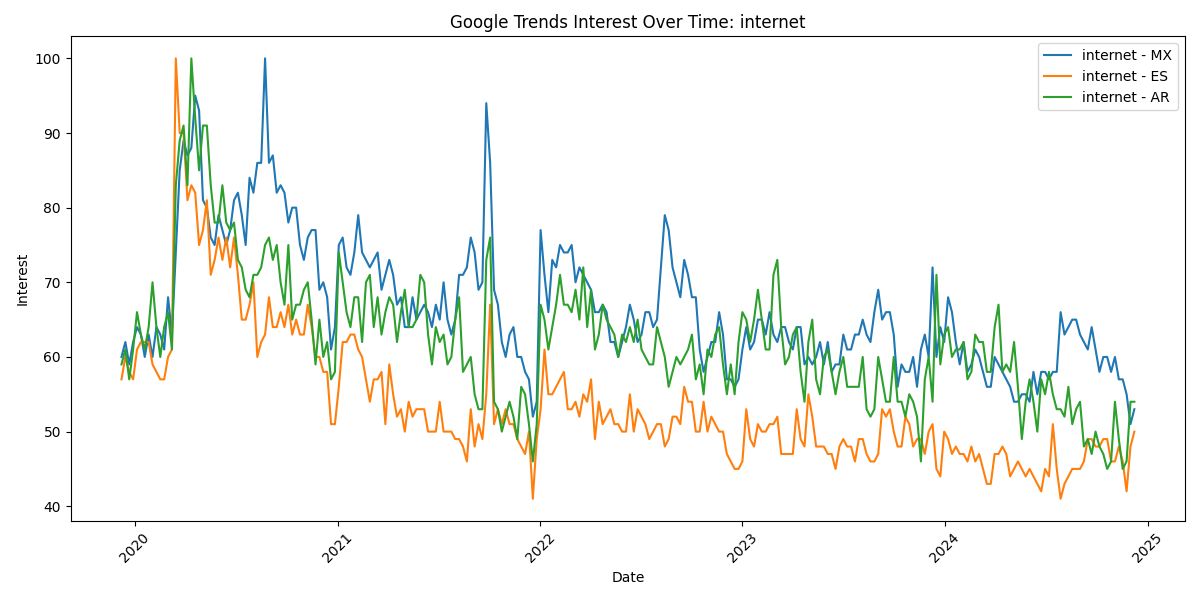 Google Trends Interest Over Time: internet
internet - MX
internet - ES
internet - AR
Interest
100
90
80
70
60
50
40
2020
2021
2022
2023
2024
2025
Date